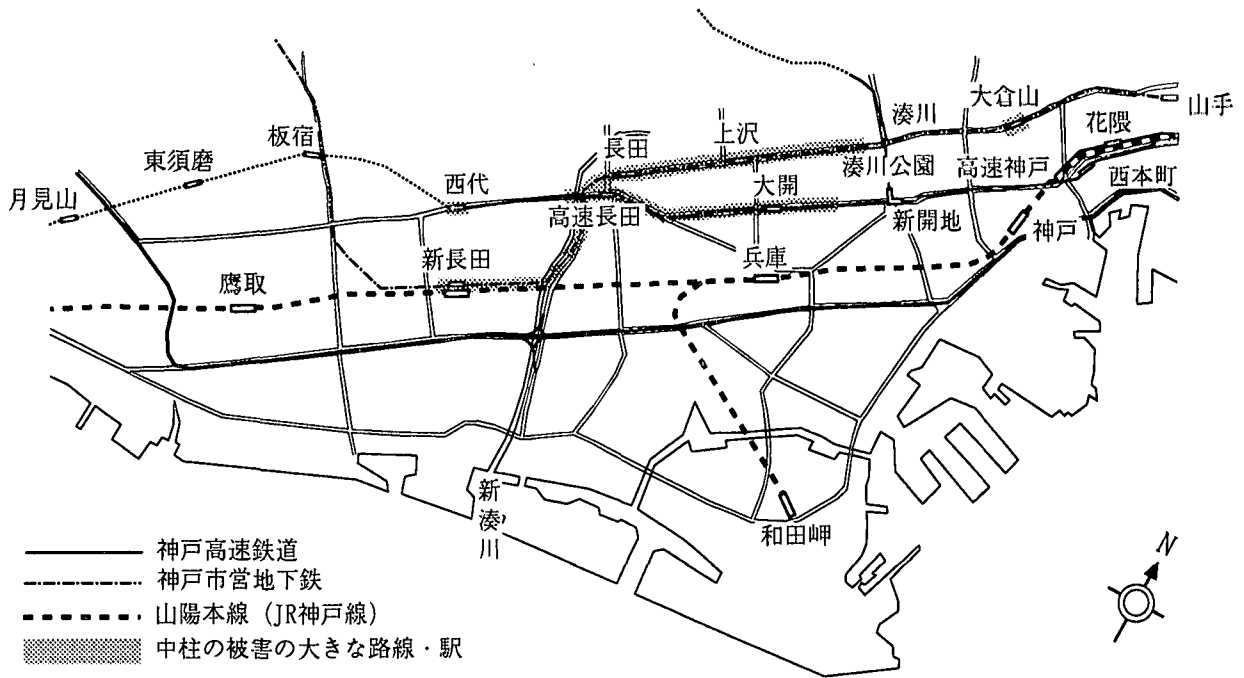 大倉山
山手
花隈
湊川
上沢
長田
板宿
東須磨
月見山
西代
高速長田
大開
湊川公園
高速神戸
西本町
新開地
神戸
兵庫
新長田
鷹取
新湊川
和田岬
N
神戸高速鉄道
神戸市営地下鉄
山陽本線（JR神戸線）
中柱の被害の大きな路線・駅